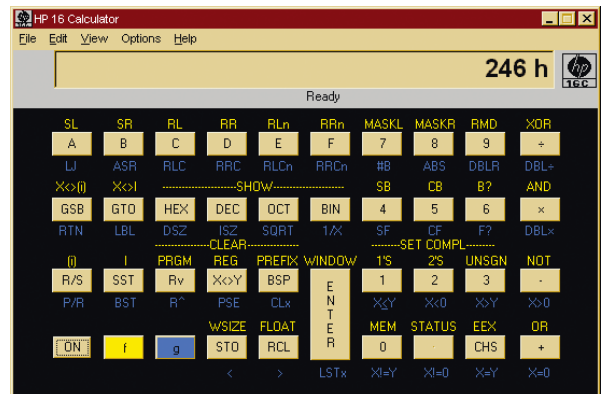 HP 16 Calculator
File Edit View Options Help
246 h
hp
16C
Ready
SL SR RL RR RLn RRn MASKL MASKR RMD XOR
A B C D E F 7 8 9 ÷
LJ ASR RLC RRC RLCn RRCn #B ABS DBLR DBL÷
X<>(i) X<>I ----------SHOW---------- SB CB B? AND
GSB GTO HEX DEC OCT BIN 4 5 6 ×
RTN LBL DSZ ISZ SQRT 1/X SF CF F? DBL×
----------CLEAR---------- -------SET COMPL-------
(i) I PRGM REG PREFIX WINDOW 1'S 2'S UNSGN NOT
R/S SST Rv X<>Y BSP ENTER 1 2 3 -
P/R BST R^ PSE CLx X≤Y X<0 X>Y X>0
WSIZE FLOAT MEM STATUS EEX OR
ON f g STO RCL 0 . CHS +
< > LSTx X!=Y X!=0 X=Y X=0